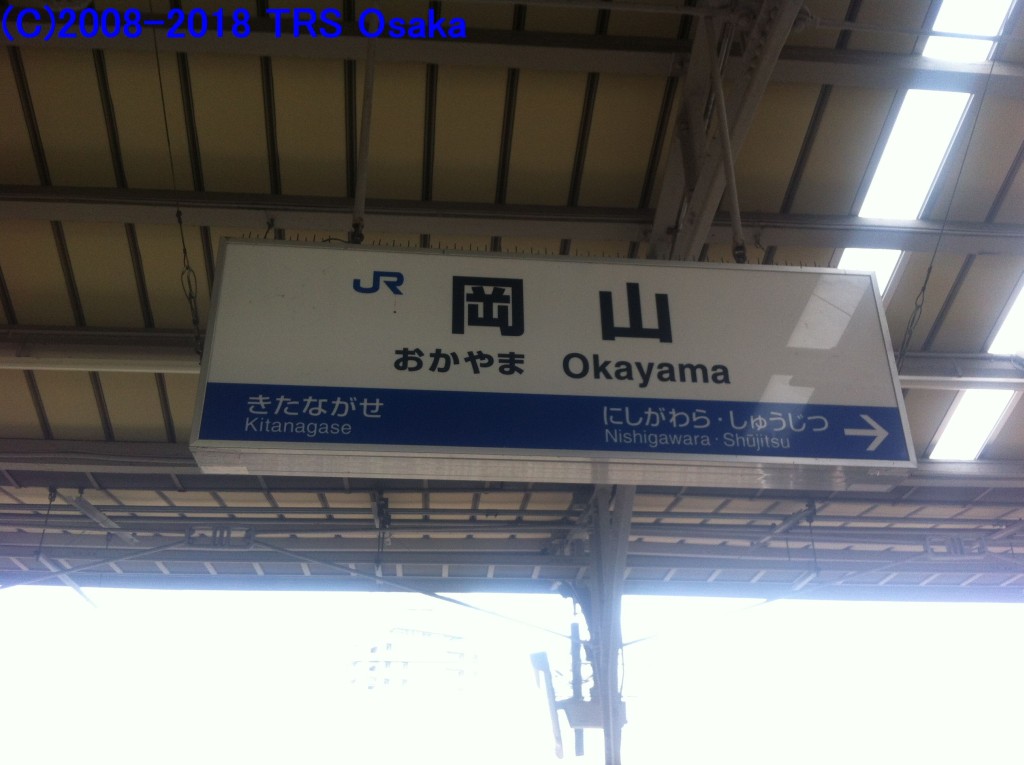 (C)2008-2018 TRS Osaka
JR
岡山
おかやま Okayama
きたながせ
Kitanagase
にしがわら・しゅうじつ
Nishigawara・Shūjitsu